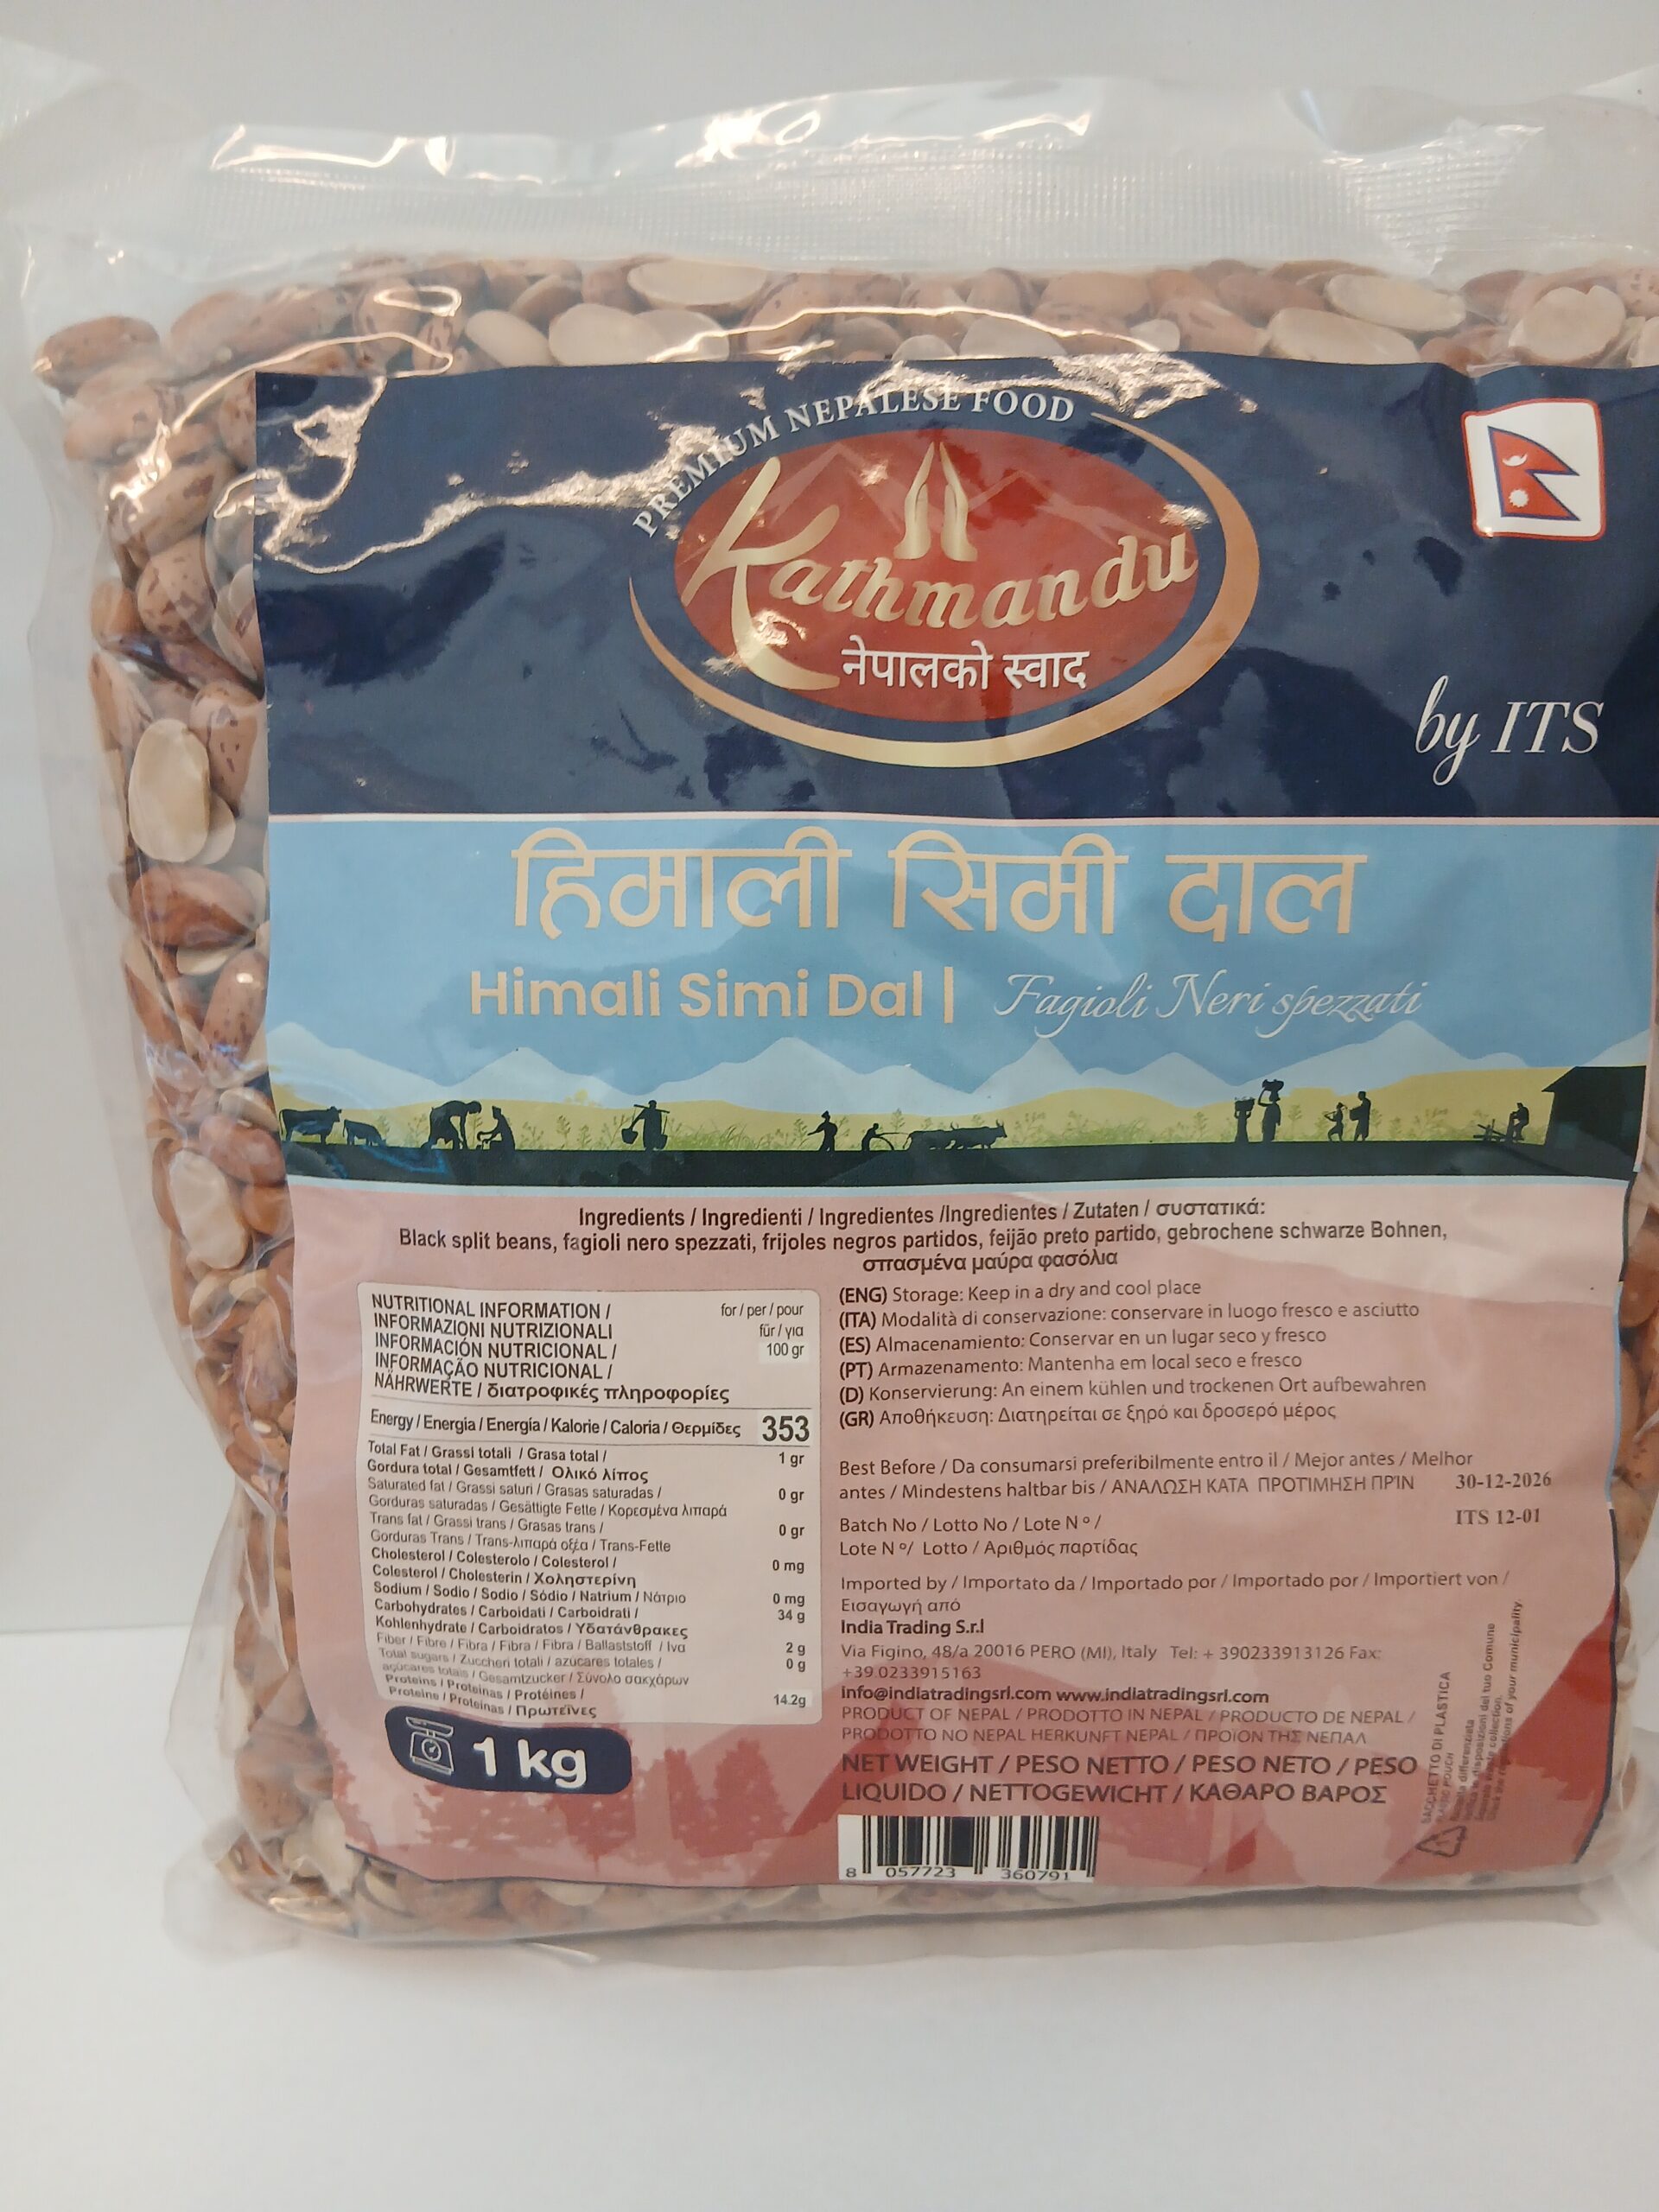 PREMIUM NEPALESE FOOD
Kathmandu
नेपालको स्वाद
by ITS
हिमाली सिमी दाल
Himali Simi Dal | Fagioli Neri spezzati
Ingredients / Ingredienti / Ingredientes /Ingredientes / Zutaten / συστατικά:
Black split beans, fagioli nero spezzati, frijoles negros partidos, feijão preto partido, gebrochene schwarze Bohnen,
σπασμένα μαύρα φασόλια
NUTRITIONAL INFORMATION / for / per / pour
INFORMAZIONI NUTRIZIONALI für / για
INFORMACIÓN NUTRICIONAL / 100 gr
INFORMAÇÃO NUTRICIONAL /
NÄHRWERTE / διατροφικές πληροφορίες
Energy / Energia / Energía / Kalorie / Caloria / Θερμίδες 353
Total Fat / Grassi totali / Grasa total / 1 gr
Gordura total / Gesamtfett / Ολικό λίπος
Saturated fat / Grassi saturi / Grasas saturadas / 0 gr
Gorduras saturadas / Gesättigte Fette / Κορεσμένα λιπαρά
Trans fat / Grassi trans / Grasas trans / 0 gr
Gorduras Trans / Trans-λιπαρά οξέα / Trans-Fette
Cholesterol / Colesterolo / Colesterol / 0 mg
Colesterol / Cholesterin / Χοληστερίνη
Sodium / Sodio / Sodio / Sódio / Natrium / Νάτριο 0 mg
Carbohydrates / Carboidati / Carboidrati / 34 g
Kohlenhydrate / Carboidratos / Υδατάνθρακες
Fiber / Fibre / Fibra / Fibra / Fibra / Ballaststoff / Ινα 2 g
Total sugars / Zuccheri totali / azúcares totales / 0 g
açúcares totais / Gesamtzucker / Σύνολο σακχάρων
Proteins / Proteinas / Protéines / 14.2g
Proteins / Proteinas / Πρωτεΐνες
1 kg
(ENG) Storage: Keep in a dry and cool place
(ITA) Modalità di conservazione: conservare in luogo fresco e asciutto
(ES) Almacenamiento: Conservar en un lugar seco y fresco
(PT) Armazenamento: Mantenha em local seco e fresco
(D) Konservierung: An einem kühlen und trockenen Ort aufbewahren
(GR) Αποθήκευση: Διατηρείται σε ξηρό και δροσερό μέρος
Best Before / Da consumarsi preferibilmente entro il / Mejor antes / Melhor
antes / Mindestens haltbar bis / ΑΝΑΛΩΣΗ ΚΑΤΑ ΠΡΟΤΙΜΗΣΗ ΠΡΊΝ 30-12-2026
Batch No / Lotto No / Lote N º / ITS 12-01
Lote N º/ Lotto / Αριθμός παρτίδας
Imported by / Importato da / Importado por / Importado por / Importiert von /
Εισαγωγή από
India Trading S.r.l
Via Figino, 48/a 20016 PERO (MI), Italy Tel: + 390233913126 Fax:
+39 0233915163
info@indiatradingsrl.com www.indiatradingsrl.com
PRODUCT OF NEPAL / PRODOTTO IN NEPAL / PRODUCTO DE NEPAL /
PRODOTTO NO NEPAL HERKUNFT NEPAL / ΠΡΟΪΟΝ ΤΗΣ ΝΕΠΑΛ
NET WEIGHT / PESO NETTO / PESO NETO / PESO
LIQUIDO / NETTOGEWICHT / ΚΑΘΑΡΟ ΒΑΡΟΣ
8 057723 360791
SACCHETTO DI PLASTICA
PLASTIC POUCH
differenziata
disposizioni del tuo Comune
collection.
of your municipality.